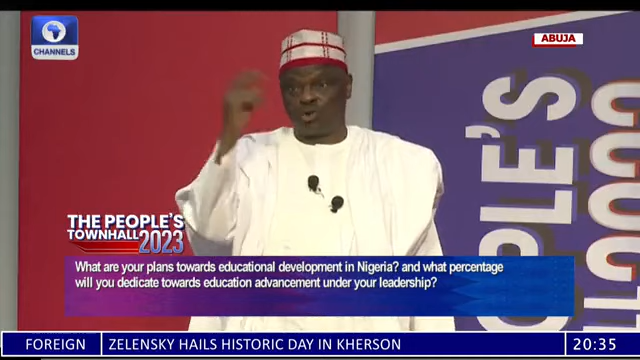 CHANNELS
ABUJA
PLE'S
THE PEOPLE'S
TOWNHALL 2023
What are your plans towards educational development in Nigeria? and what percentage
will you dedicate towards education advancement under your leadership?
FOREIGN
ZELENSKY HAILS HISTORIC DAY IN KHERSON
20:35